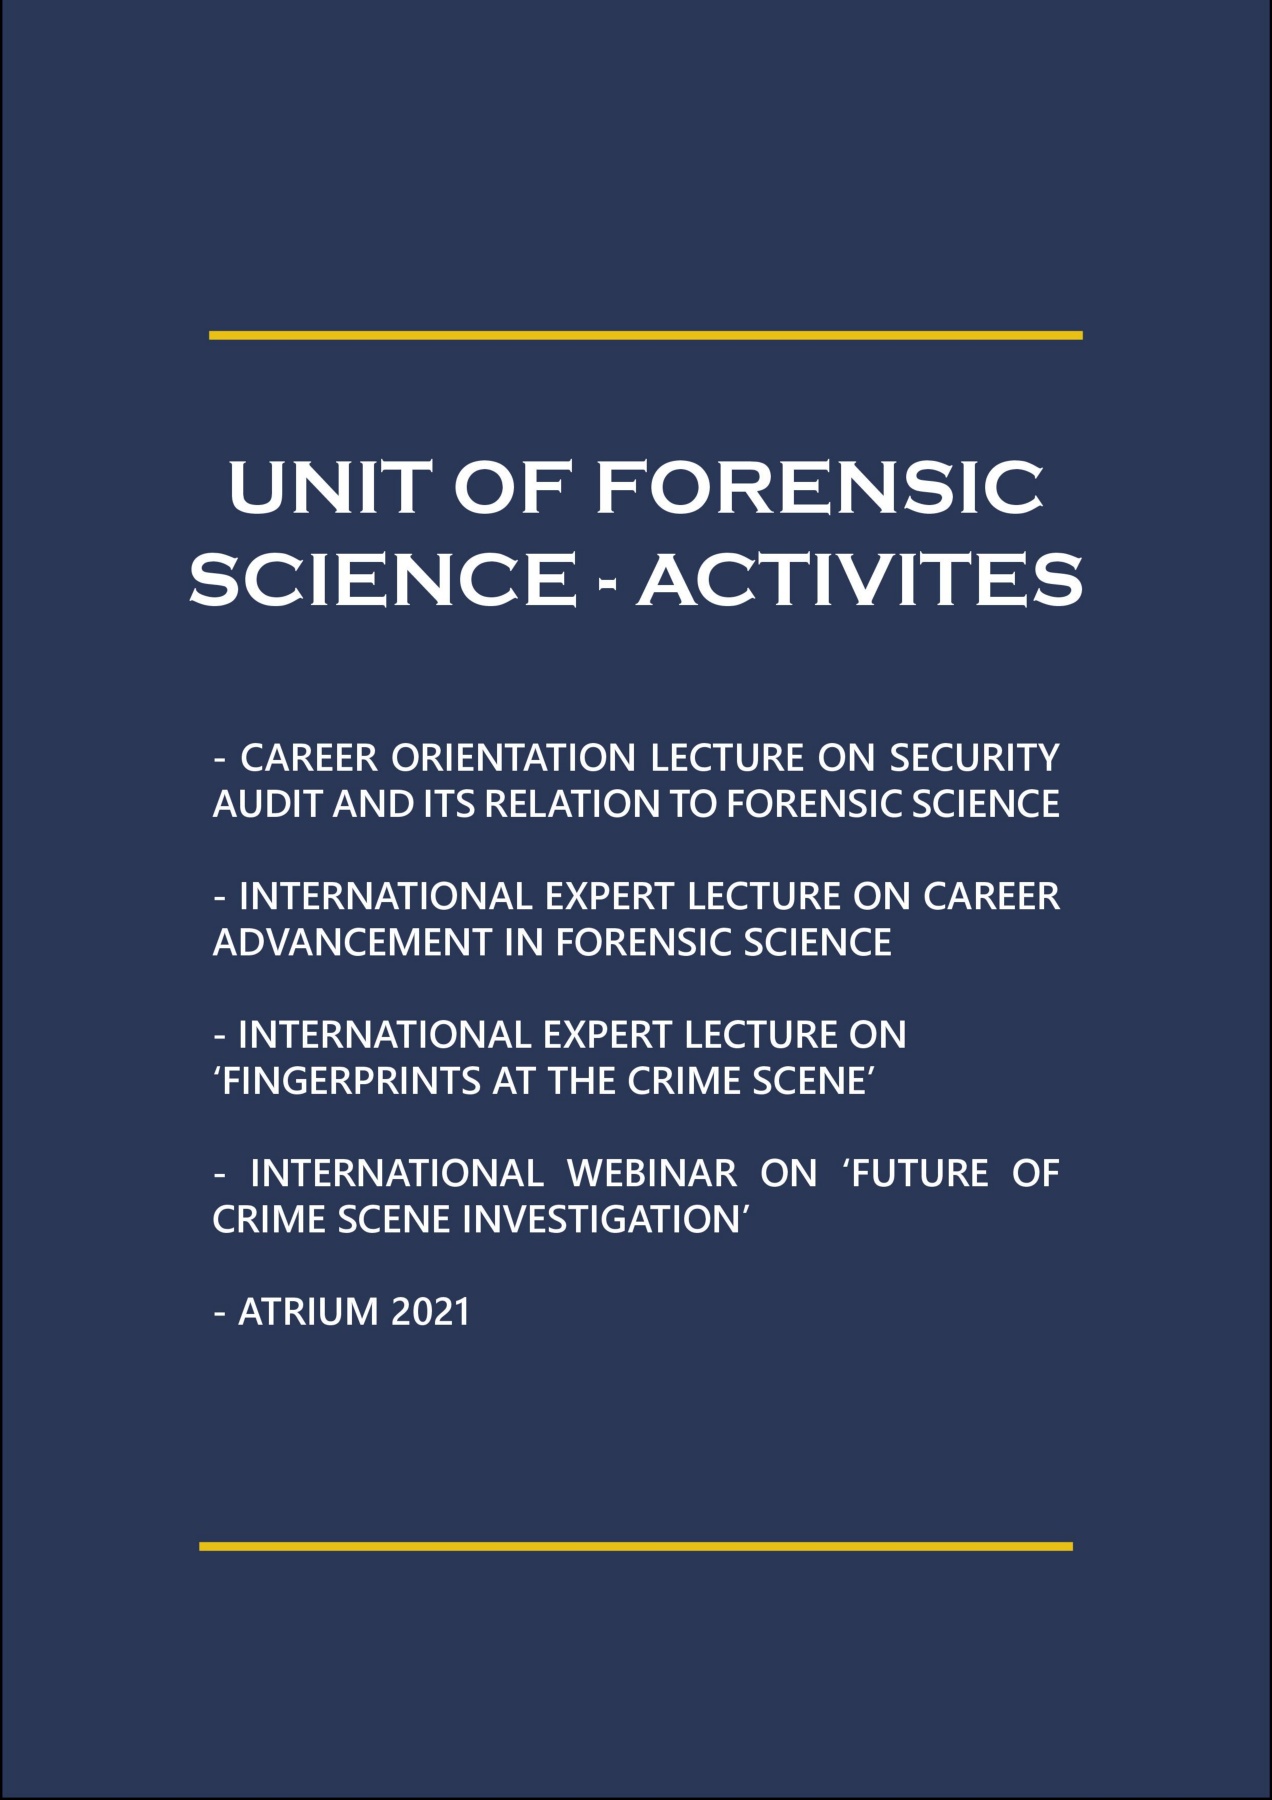 UNIT OF FORENSIC
SCIENCE - ACTIVITES
- CAREER ORIENTATION LECTURE ON SECURITY
AUDIT AND ITS RELATION TO FORENSIC SCIENCE
- INTERNATIONAL EXPERT LECTURE ON CAREER
ADVANCEMENT IN FORENSIC SCIENCE
- INTERNATIONAL EXPERT LECTURE ON
‘FINGERPRINTS AT THE CRIME SCENE’
- INTERNATIONAL WEBINAR ON ‘FUTURE OF
CRIME SCENE INVESTIGATION’
- ATRIUM 2021